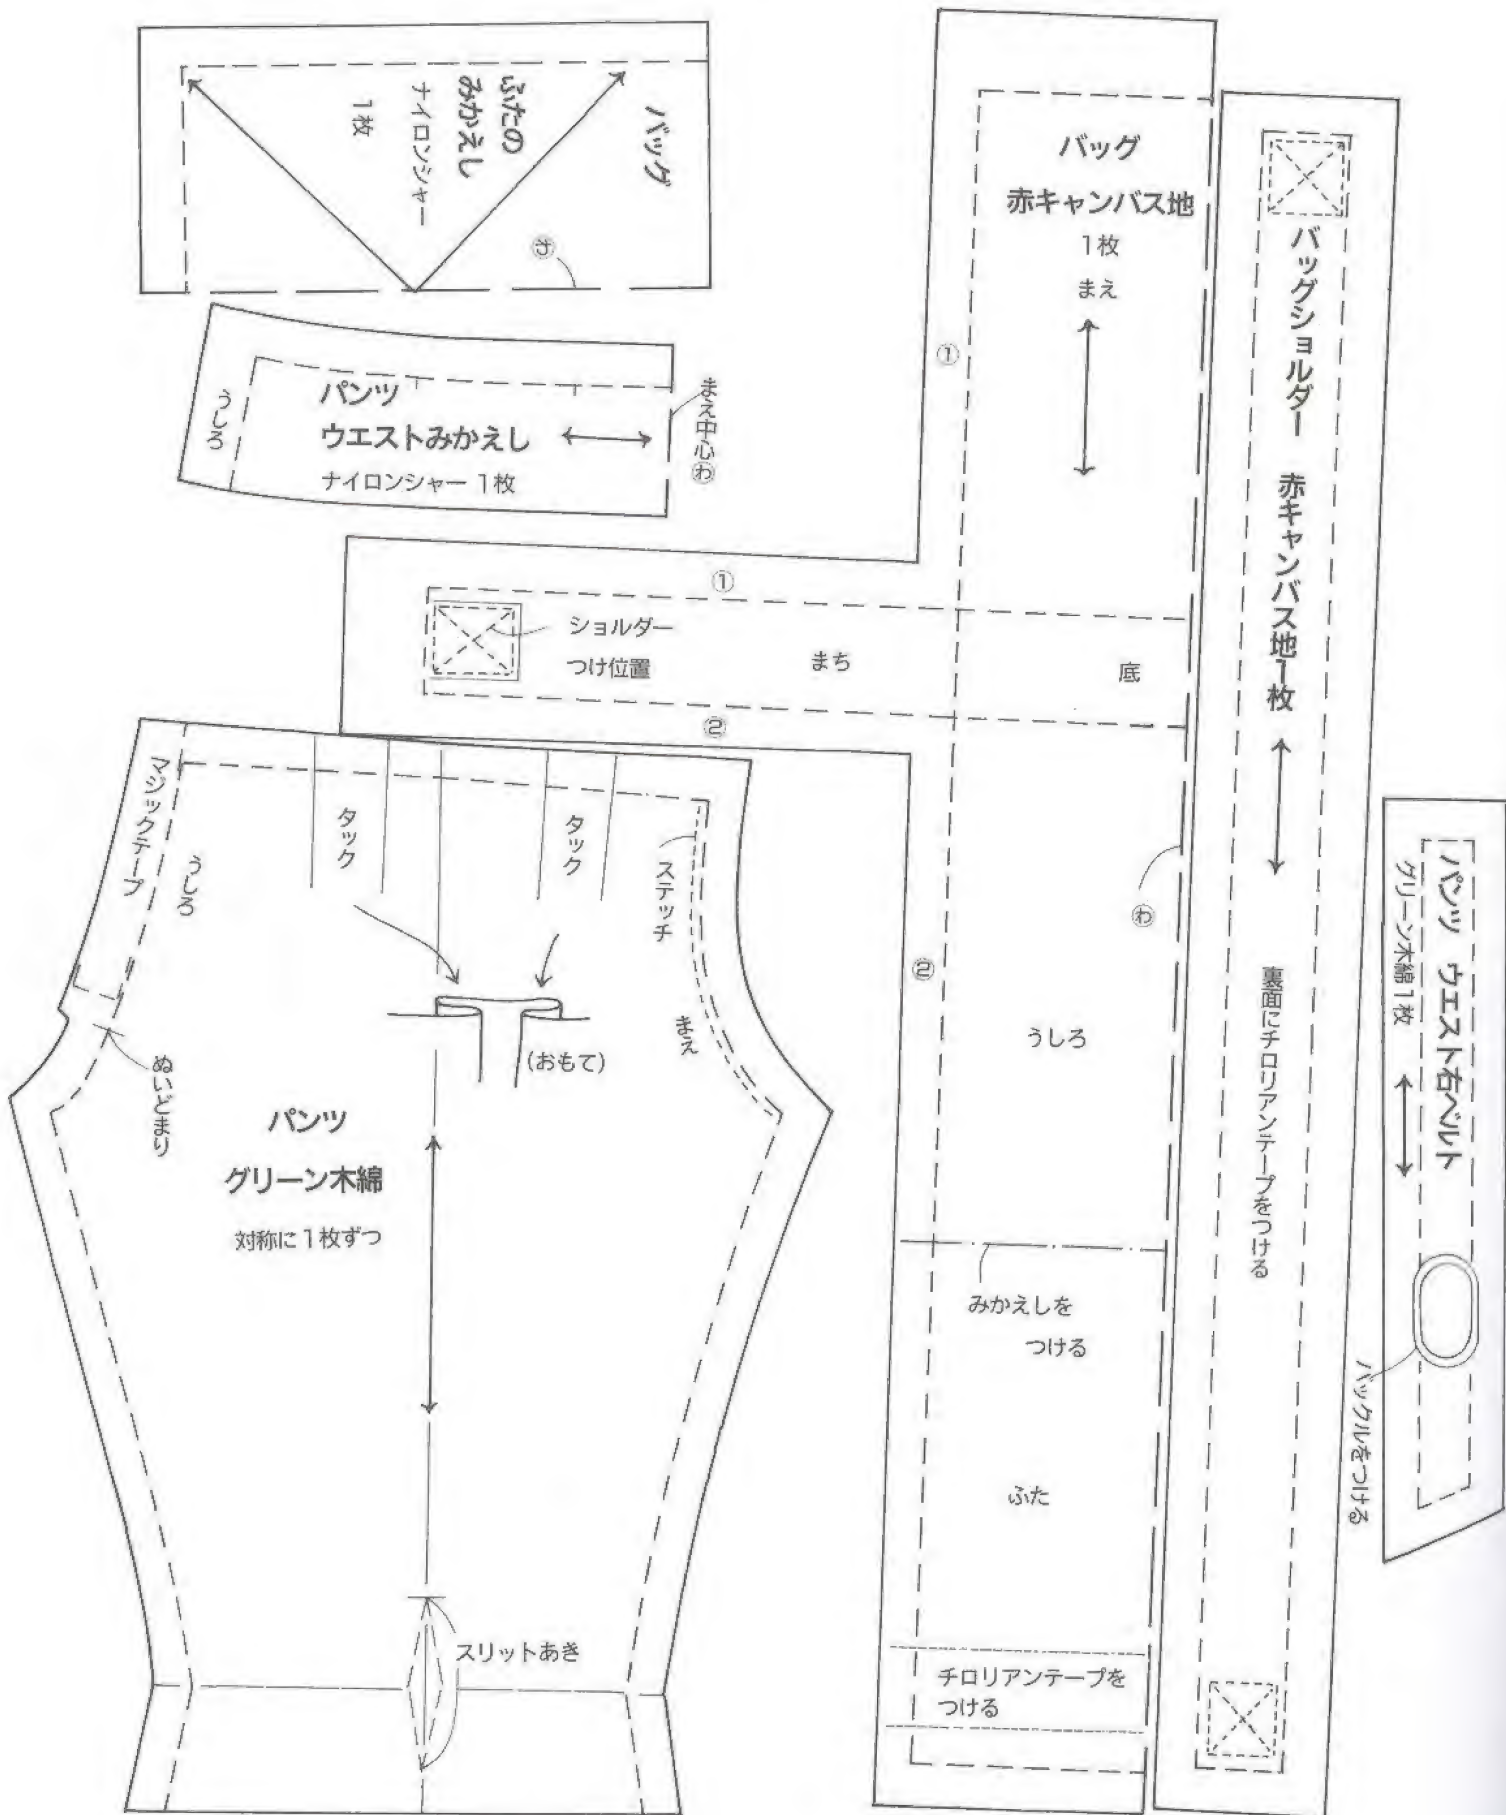 バッグ
ふたの
みかえし
ナイロンシャー
1枚
わ
パンツ
ウエストみかえし
ナイロンシャー 1枚
うしろ
まえ中心わ
バッグ
赤キャンバス地
1枚
まえ
①
①
ショルダー
つけ位置
まち
底
②
②
わ
うしろ
みかえしを
つける
ふた
チロリアンテープを
つける
バッグショルダー 赤キャンバス地1枚
裏面にチロリアンテープをつける
パンツ ウエスト右ベルト
グリーン木綿1枚
バックルをつける
マジックテープ
うしろ
タック
タック
ステッチ
まえ
(おもて)
ぬいどまり
パンツ
グリーン木綿
対称に1枚ずつ
スリットあき